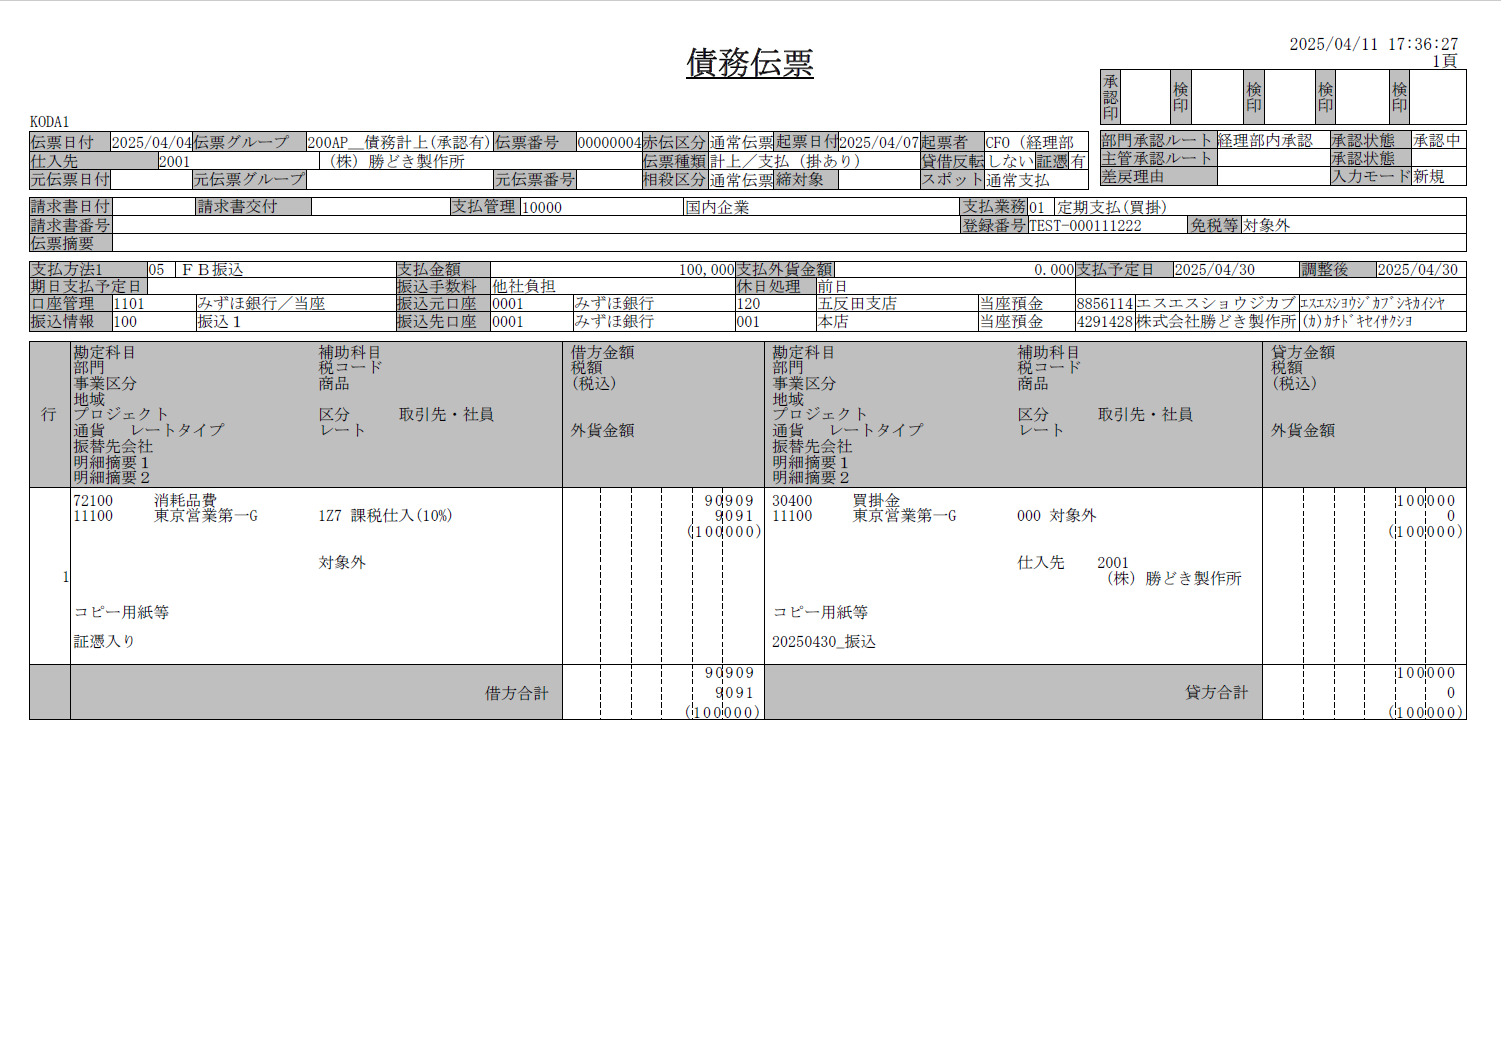 2025/04/11 17:36:27
債務伝票
1頁
承認印 検印 検印 検印 検印
KODA1
伝票日付 2025/04/04 伝票グループ 200AP＿債務計上(承認有) 伝票番号 00000004 赤伝区分 通常伝票 起票日付 2025/04/07 起票者 CFO（経理部 部門承認ルート 経理部内承認 承認状態 承認中
仕入先 2001 （株）勝どき製作所 伝票種類 計上／支払（掛あり） 貸借反転 しない 証憑 有 主管承認ルート 承認状態
元伝票日付 元伝票グループ 元伝票番号 相殺区分 通常伝票 締対象 スポット 通常支払 差戻理由 入力モード 新規
請求書日付 請求書交付 支払管理 10000 国内企業 支払業務 01 定期支払(買掛)
請求書番号 登録番号 TEST-000111222 免税等 対象外
伝票摘要
支払方法1 05 ＦＢ振込 支払金額 100,000 支払外貨金額 0.000 支払予定日 2025/04/30 調整後 2025/04/30
期日支払予定日 振込手数料 他社負担 休日処理 前日
口座管理 1101 みずほ銀行／当座 振込元口座 0001 みずほ銀行 120 五反田支店 当座預金 8856114 エスエスショウジカブ ｴｽｴｽｼﾖｳｼﾞｶﾌﾞｼｷｶｲｼﾔ
振込情報 100 振込１ 振込先口座 0001 みずほ銀行 001 本店 当座預金 4291428 株式会社勝どき製作所 (ｶ)ｶﾁﾄﾞｷｾｲｻｸｼﾖ
勘定科目 補助科目 借方金額 勘定科目 補助科目 貸方金額
部門 税コード 税額 部門 税コード 税額
事業区分 商品 (税込) 事業区分 商品 (税込)
地域 地域
行 プロジェクト 区分 取引先・社員 プロジェクト 区分 取引先・社員
通貨 レートタイプ レート 外貨金額 通貨 レートタイプ レート 外貨金額
振替先会社 振替先会社
明細摘要１ 明細摘要１
明細摘要２ 明細摘要２
72100 消耗品費 90909 30400 買掛金 100000
11100 東京営業第一G 1Z7 課税仕入(10%) 9091 11100 東京営業第一G 000 対象外 0
(100000) (100000)
対象外 仕入先 2001
1 （株）勝どき製作所
コピー用紙等 コピー用紙等
証憑入り 20250430_振込
90909 100000
借方合計 9091 貸方合計 0
(100000) (100000)